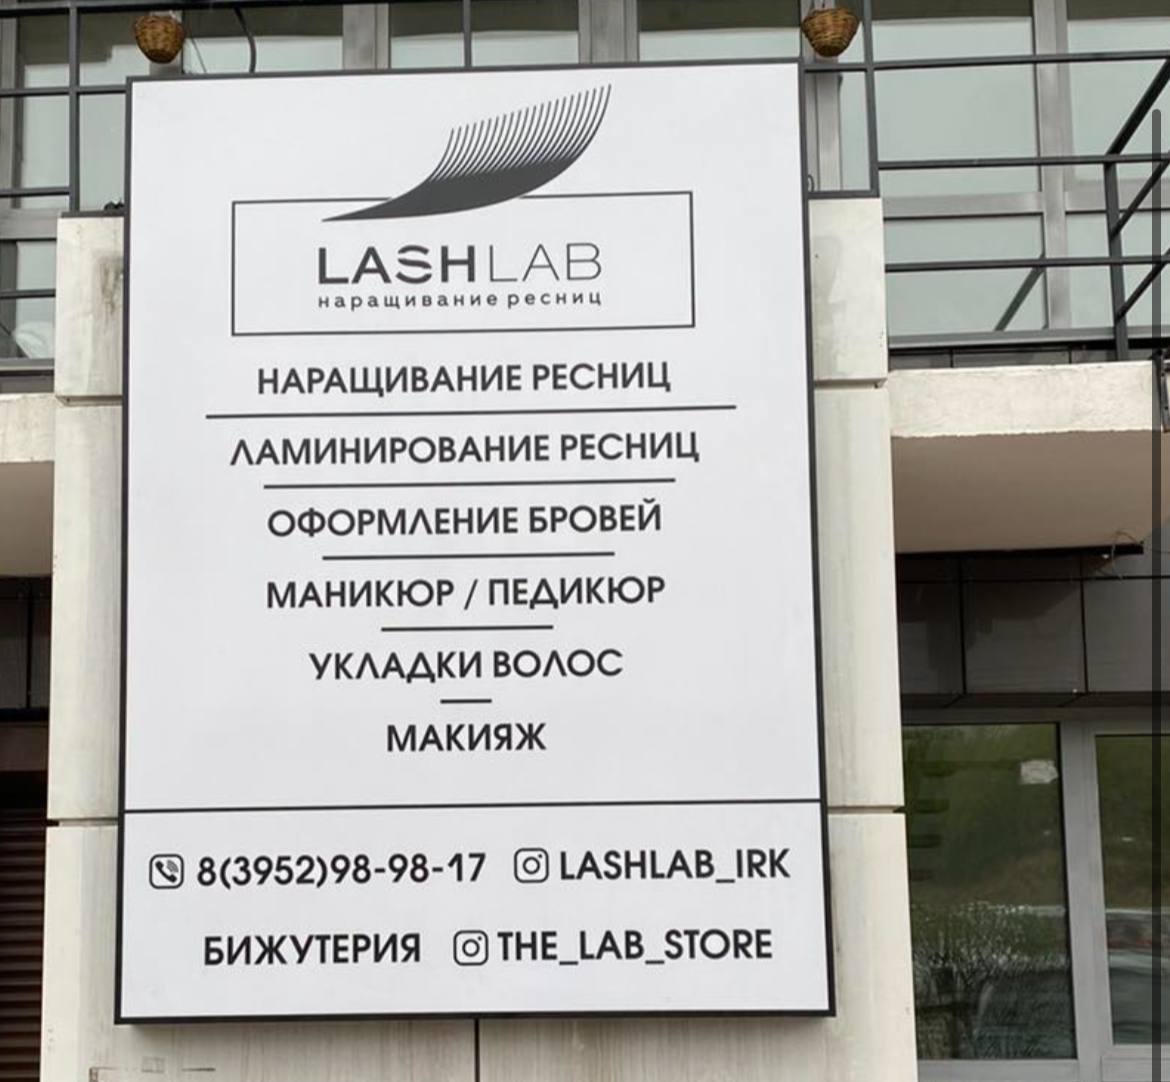 LASHLAB
наращивание ресниц
НАРАЩИВАНИЕ РЕСНИЦ
ЛАМИНИРОВАНИЕ РЕСНИЦ
ОФОРМЛЕНИЕ БРОВЕЙ
МАНИКЮР / ПЕДИКЮР
УКЛАДКИ ВОЛОС
МАКИЯЖ
8(3952)98-98-17 LASHLAB_IRK
БИЖУТЕРИЯ THE_LAB_STORE